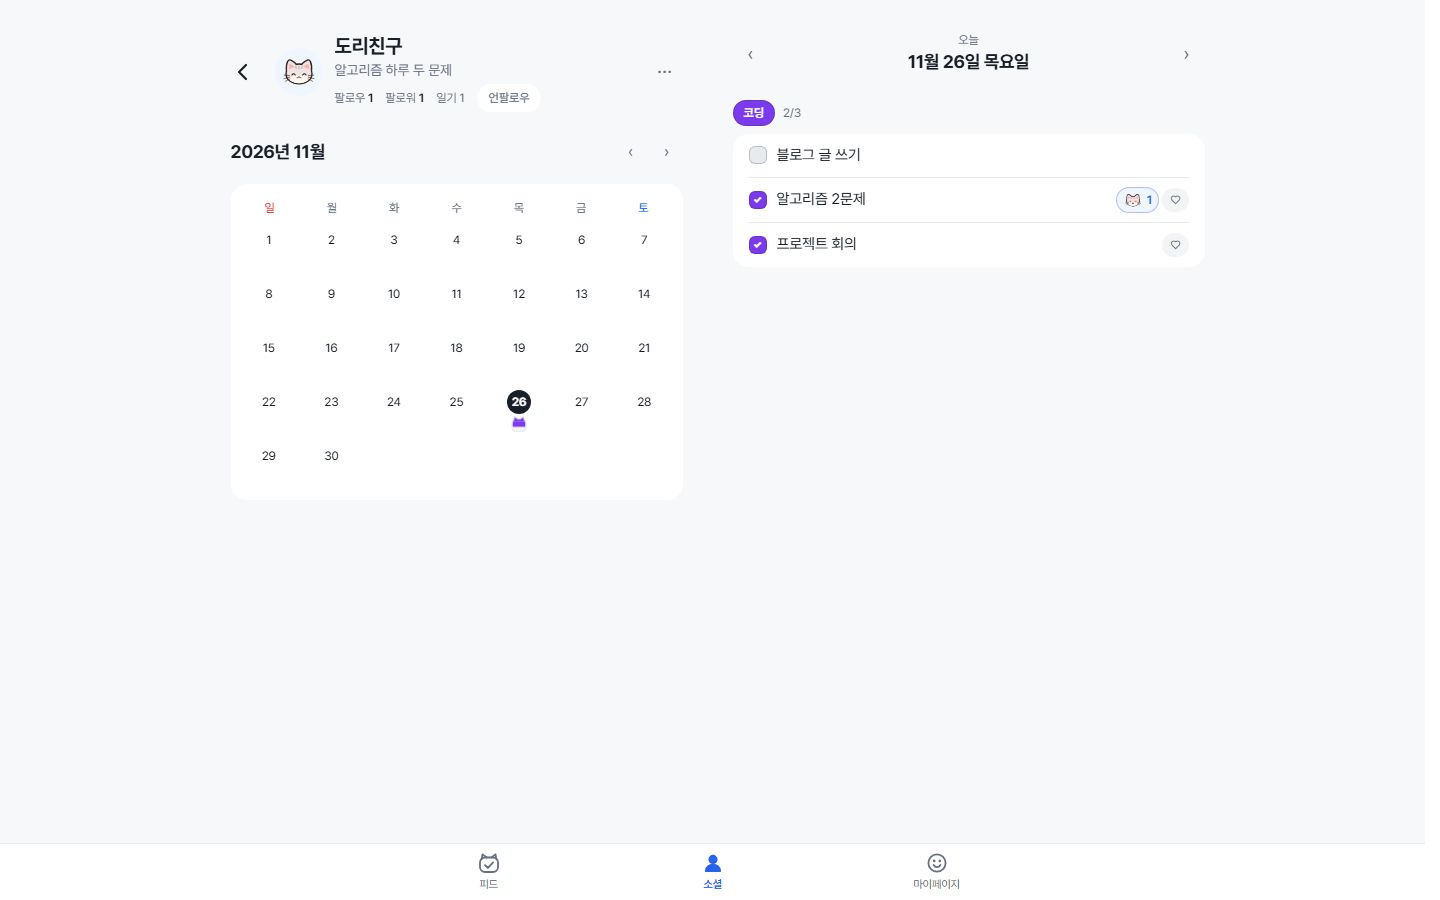 도리친구
알고리즘 하루 두 문제
팔로우 1 팔로워 1 일기 1 언팔로우
2026년 11월
일 월 화 수 목 금 토
1 2 3 4 5 6 7
8 9 10 11 12 13 14
15 16 17 18 19 20 21
22 23 24 25 26 27 28
29 30
오늘
11월 26일 목요일
코딩 2/3
블로그 글 쓰기
알고리즘 2문제 1
프로젝트 회의
피드 소셜 마이페이지